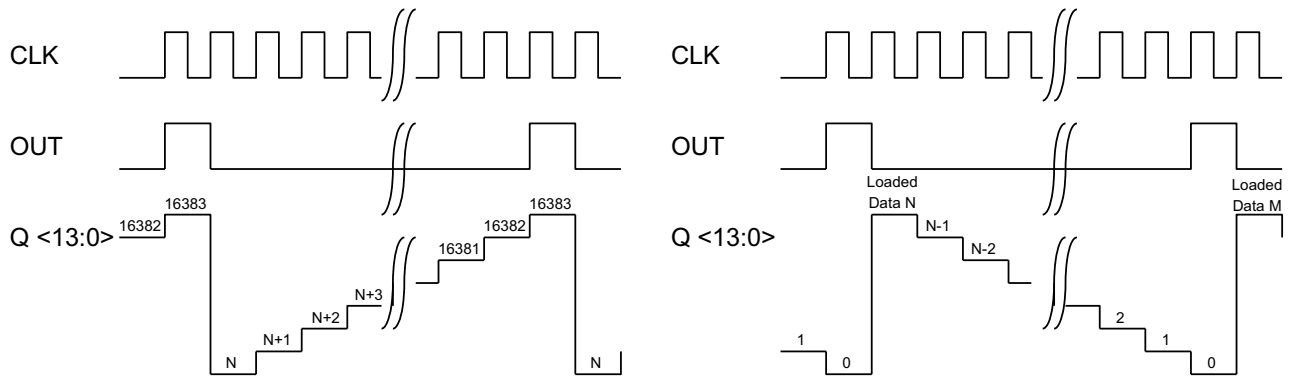 CLK
OUT
16383
16383
16382
16382
Q <13:0>
16381
N+3
N+2
N+1
N
N
CLK
OUT
Loaded
Data N
Loaded
Data M
Q <13:0>
N-1
N-2
2
1
1
0
0